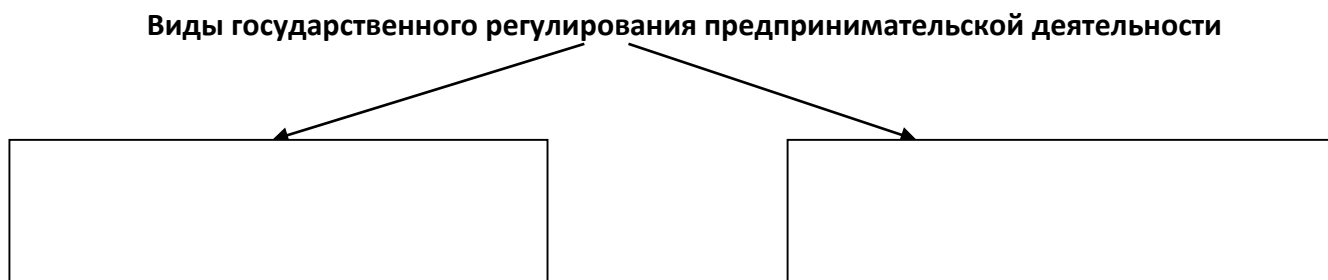 Виды государственного регулирования предпринимательской деятельности